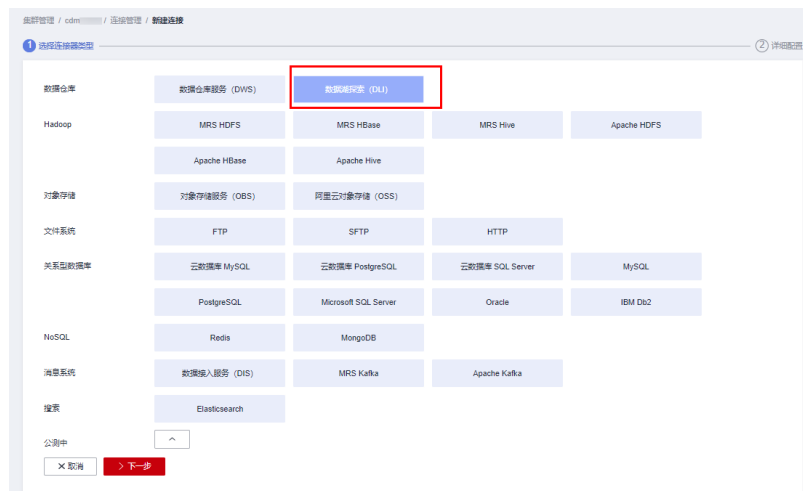 集群管理 / cdm / 连接管理 / 新建连接
1 选择连接器类型 2 详细配置
数据仓库 数据仓库服务（DWS） 数据湖探索（DLI）
Hadoop MRS HDFS MRS HBase MRS Hive Apache HDFS
Apache HBase Apache Hive
对象存储 对象存储服务（OBS） 阿里云对象存储（OSS）
文件系统 FTP SFTP HTTP
关系型数据库 云数据库 MySQL 云数据库 PostgreSQL 云数据库 SQL Server MySQL
PostgreSQL Microsoft SQL Server Oracle IBM Db2
NoSQL Redis MongoDB
消息系统 数据接入服务（DIS） MRS Kafka Apache Kafka
搜索 Elasticsearch
公测中
取消 下一步